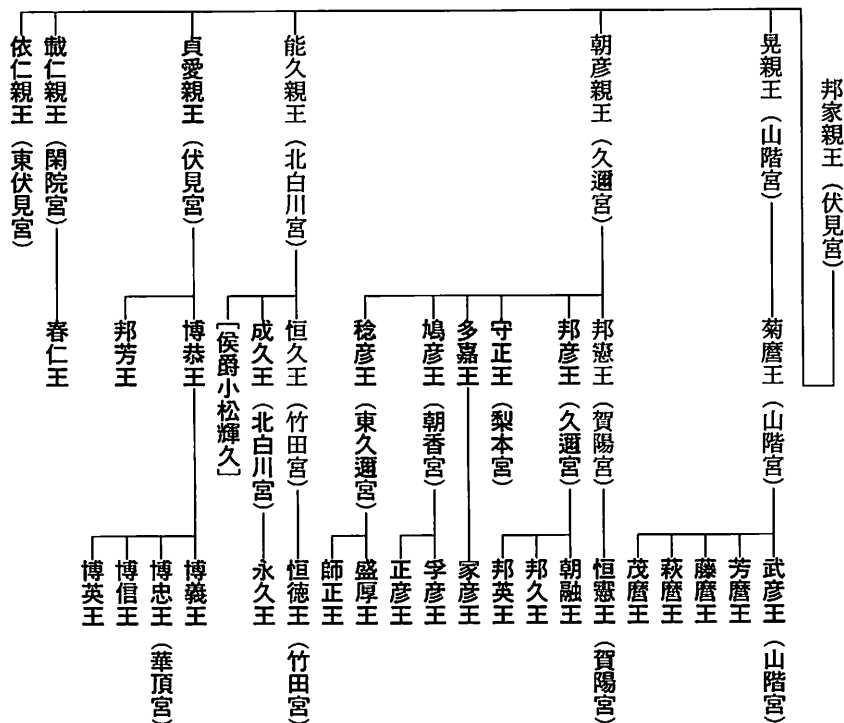 邦家親王（伏見宮）
晃親王（山階宮）
菊麿王（山階宮）
武彦王（山階宮）
芳麿王
藤麿王
萩麿王
茂麿王
朝彦親王（久邇宮）
邦憲王（賀陽宮）
恒憲王（賀陽宮）
邦彦王（久邇宮）
朝融王
邦久王
邦英王
守正王（梨本宮）
多嘉王
家彦王
鳩彦王（朝香宮）
孚彦王
正彦王
稔彦王（東久邇宮）
盛厚王
師正王
能久親王（北白川宮）
恒久王（竹田宮）
恒徳王（竹田宮）
成久王（北白川宮）
永久王
［侯爵小松輝久］
貞愛親王（伏見宮）
博恭王
博義王
博忠王（華頂宮）
博信王
博英王
邦芳王
載仁親王（閑院宮）
春仁王
依仁親王（東伏見宮）